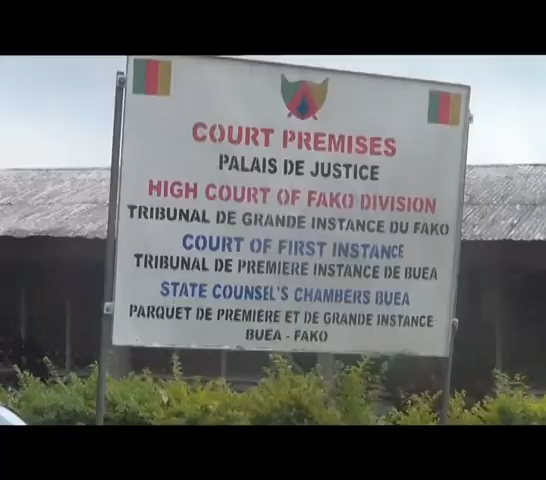 COURT PREMISES
PALAIS DE JUSTICE
HIGH COURT OF FAKO DIVISION
TRIBUNAL DE GRANDE INSTANCE DU FAKO
COURT OF FIRST INSTANCE
TRIBUNAL DE PREMIERE INSTANCE DE BUEA
STATE COUNSEL'S CHAMBERS BUEA
PARQUET DE PREMIERE ET DE GRANDE INSTANCE
BUEA - FAKO